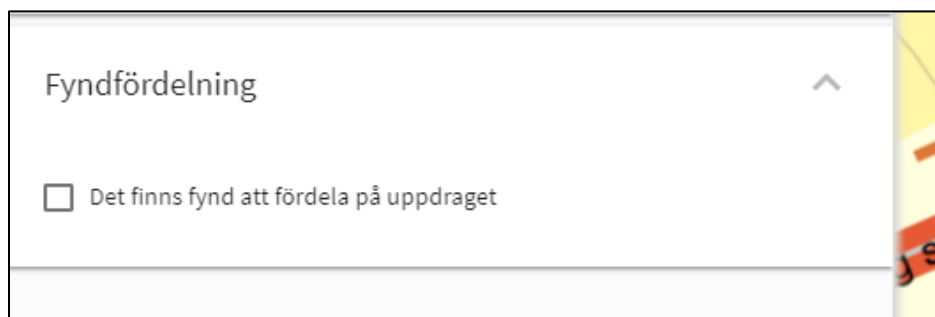 Fyndfördelning
Det finns fynd att fördela på uppdraget
g s